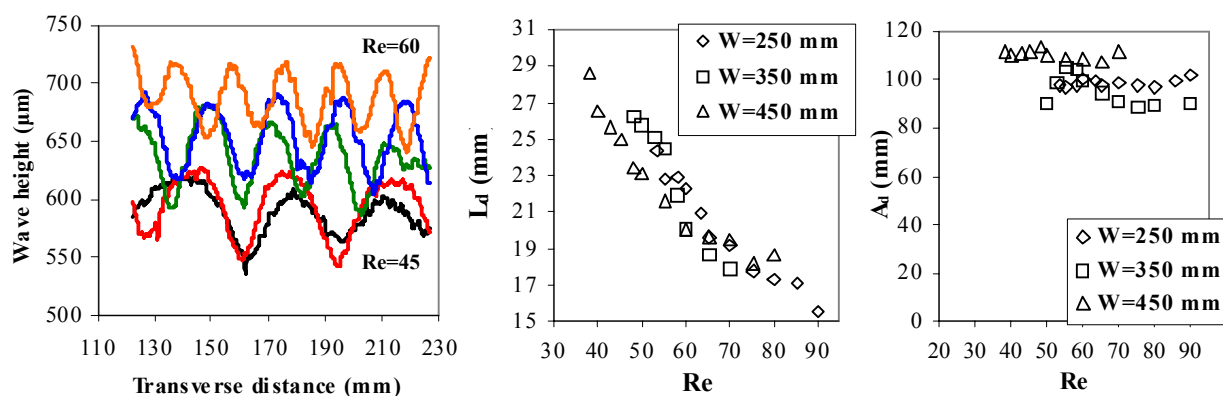 750
700
650
600
550
500
Wave height (μm)
Re=60
Re=45
110 130 150 170 190 210 230
Transverse distance (mm)
31
29
27
25
23
21
19
17
15
L_d (mm)
W=250 mm
W=350 mm
W=450 mm
30 40 50 60 70 80 90
Re
120
100
80
60
40
20
0
A_d (mm)
W=250 mm
W=350 mm
W=450 mm
20 30 40 50 60 70 80 90
Re